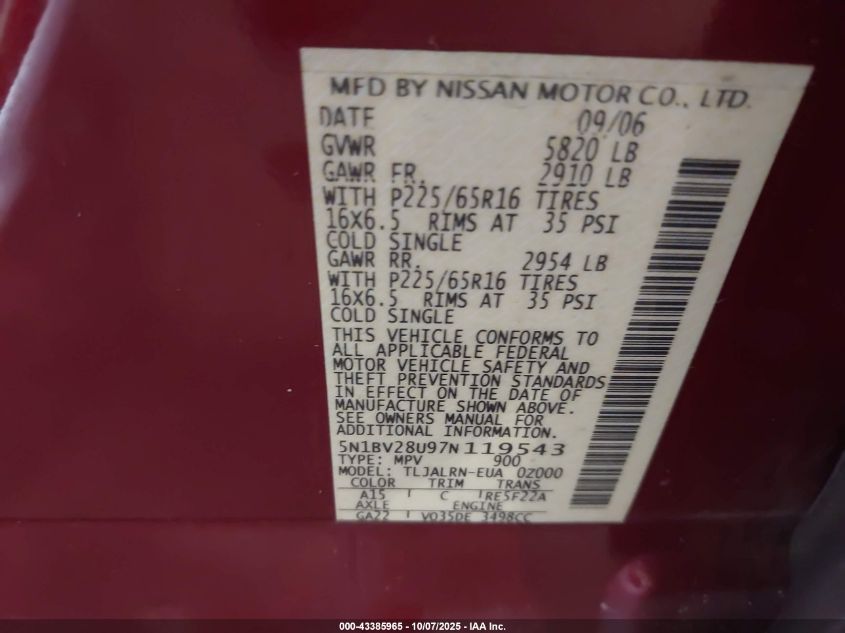 MFD BY NISSAN MOTOR CO., LTD.
DATE 09/06
GVWR 5820 LB
GAWR FR. 2910 LB
WITH P225/65R16 TIRES
16X6.5 RIMS AT 35 PSI
COLD SINGLE
GAWR RR. 2954 LB
WITH P225/65R16 TIRES
16X6.5 RIMS AT 35 PSI
COLD SINGLE
THIS VEHICLE CONFORMS TO
ALL APPLICABLE FEDERAL
MOTOR VEHICLE SAFETY AND
THEFT PREVENTION STANDARDS
IN EFFECT ON THE DATE OF
MANUFACTURE SHOWN ABOVE.
SEE OWNERS MANUAL FOR
ADDITIONAL INFORMATION.
5N1BV28U97N119543
TYPE: MPV 900
MODEL: TLJALRN-EUA 0Z000
COLOR TRIM TRANS
A15 C RE5F22A
AXLE ENGINE
GA22 VQ35DE 3498CC
000-43385965 - 10/07/2025 - IAA Inc.